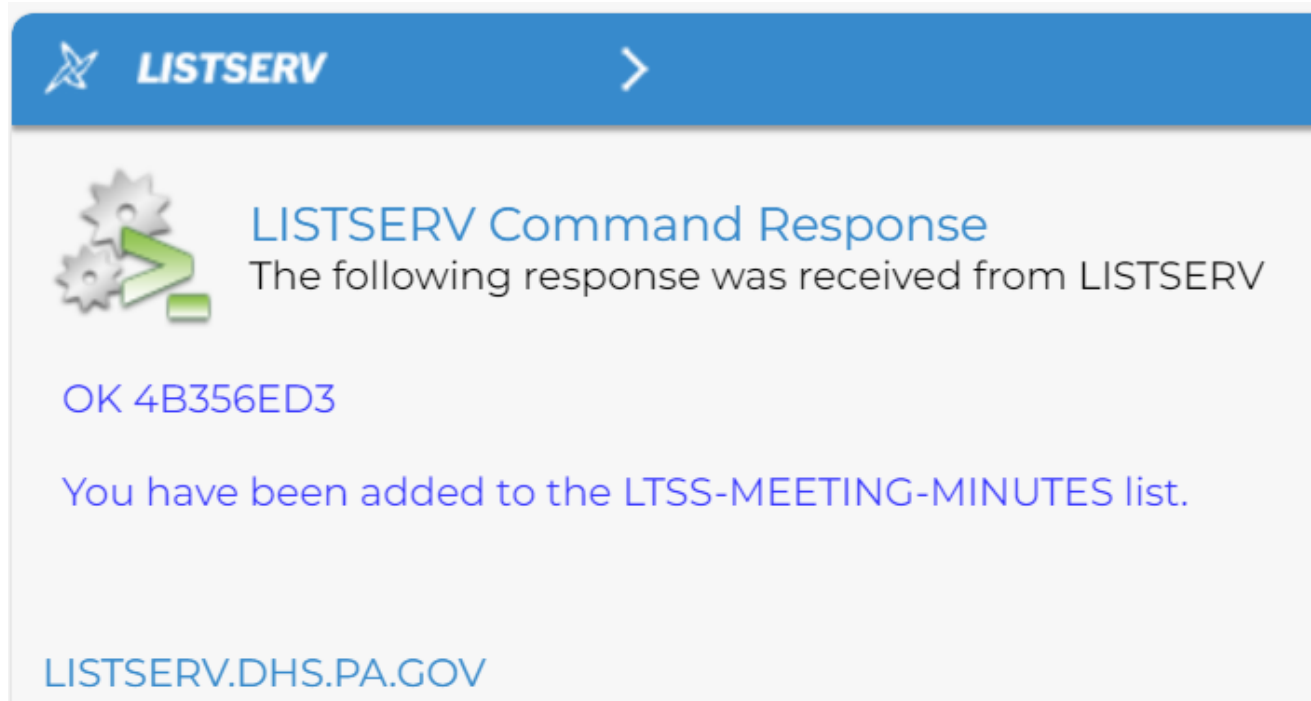 LISTSERV
LISTSERV Command Response
The following response was received from LISTSERV
OK 4B356ED3
You have been added to the LTSS-MEETING-MINUTES list.
LISTSERV.DHS.PA.GOV